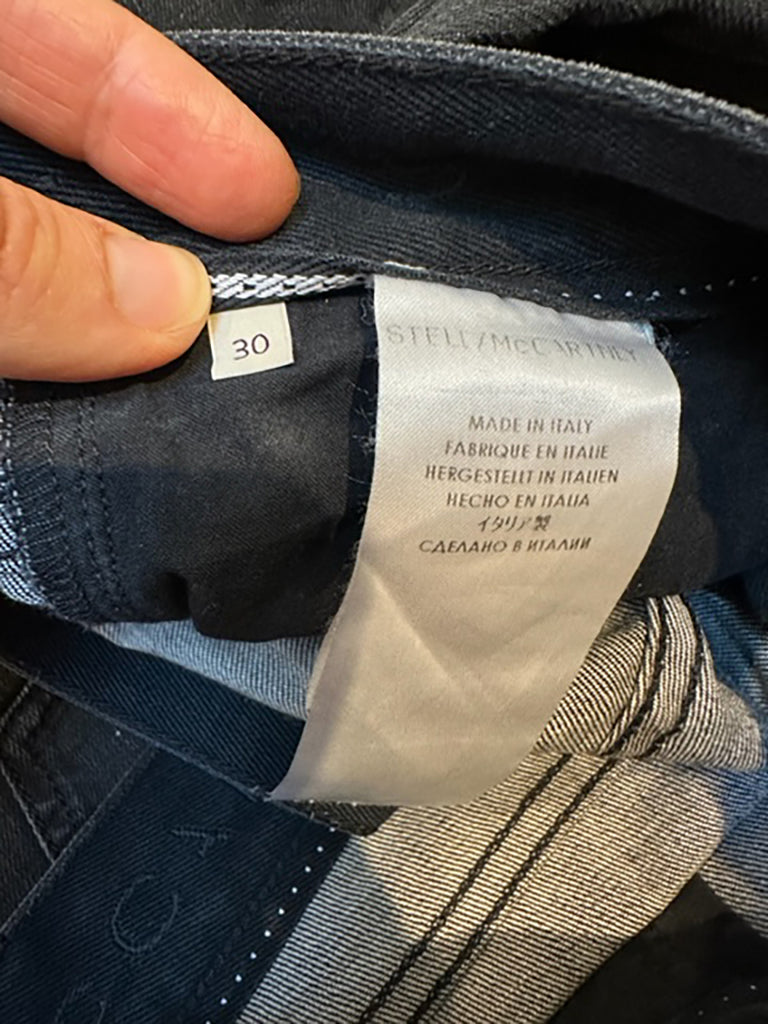 30
STELLA McCARTNEY
MADE IN ITALY
FABRIQUE EN ITALIE
HERGESTELLT IN ITALIEN
HECHO EN ITALIA
イタリア製
СДЕЛАНО В ИТАЛИИ